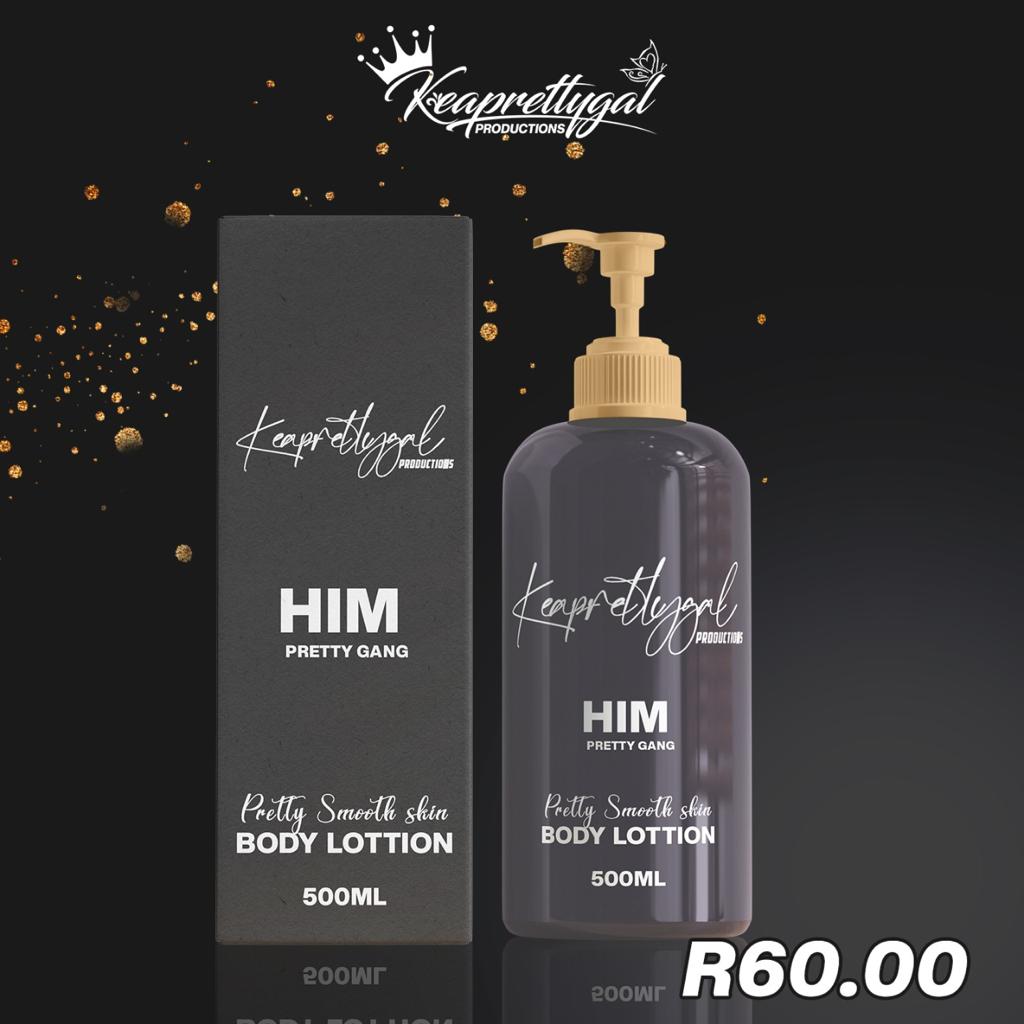 Keaprettygal
PRODUCTIONS
Keaprettygal
PRODUCTIONS
HIM
PRETTY GANG
Pretty Smooth skin
BODY LOTTION
500ML
Keaprettygal
PRODUCTIONS
HIM
PRETTY GANG
Pretty Smooth skin
BODY LOTTION
500ML
R60.00